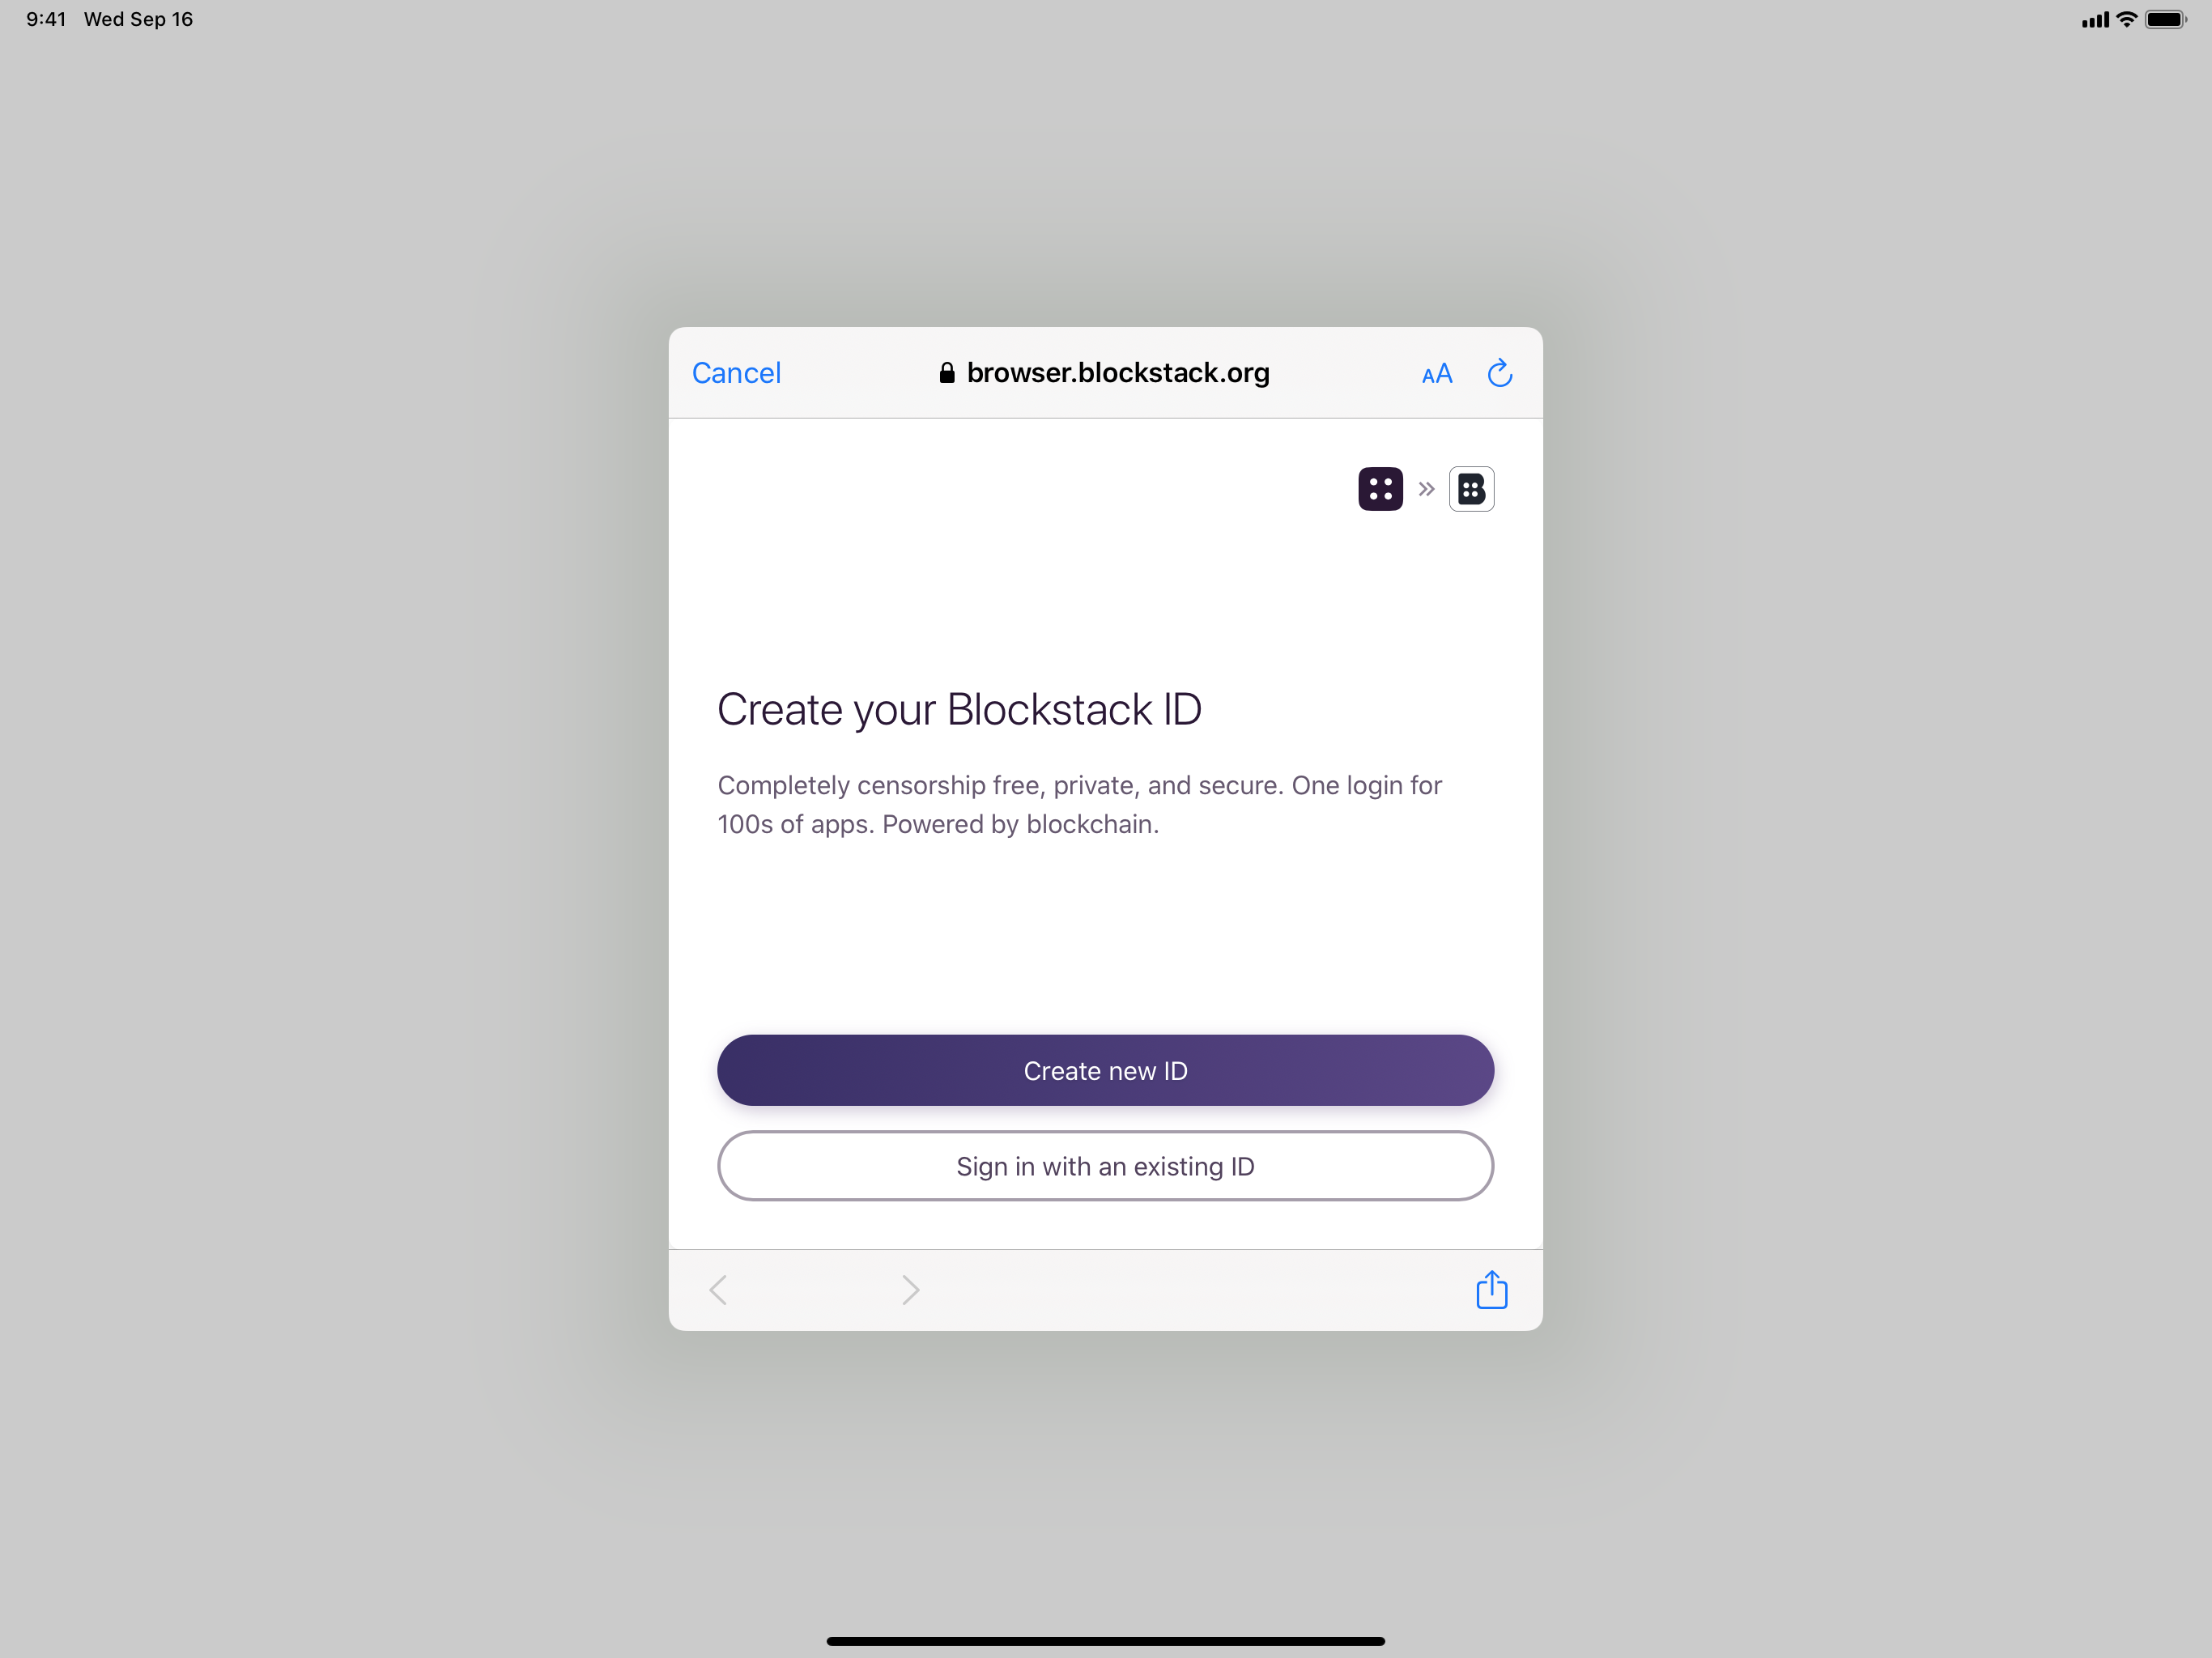 9:41 Wed Sep 16
Cancel browser.blockstack.org AA
Create your Blockstack ID
Completely censorship free, private, and secure. One login for
100s of apps. Powered by blockchain.
Create new ID
Sign in with an existing ID